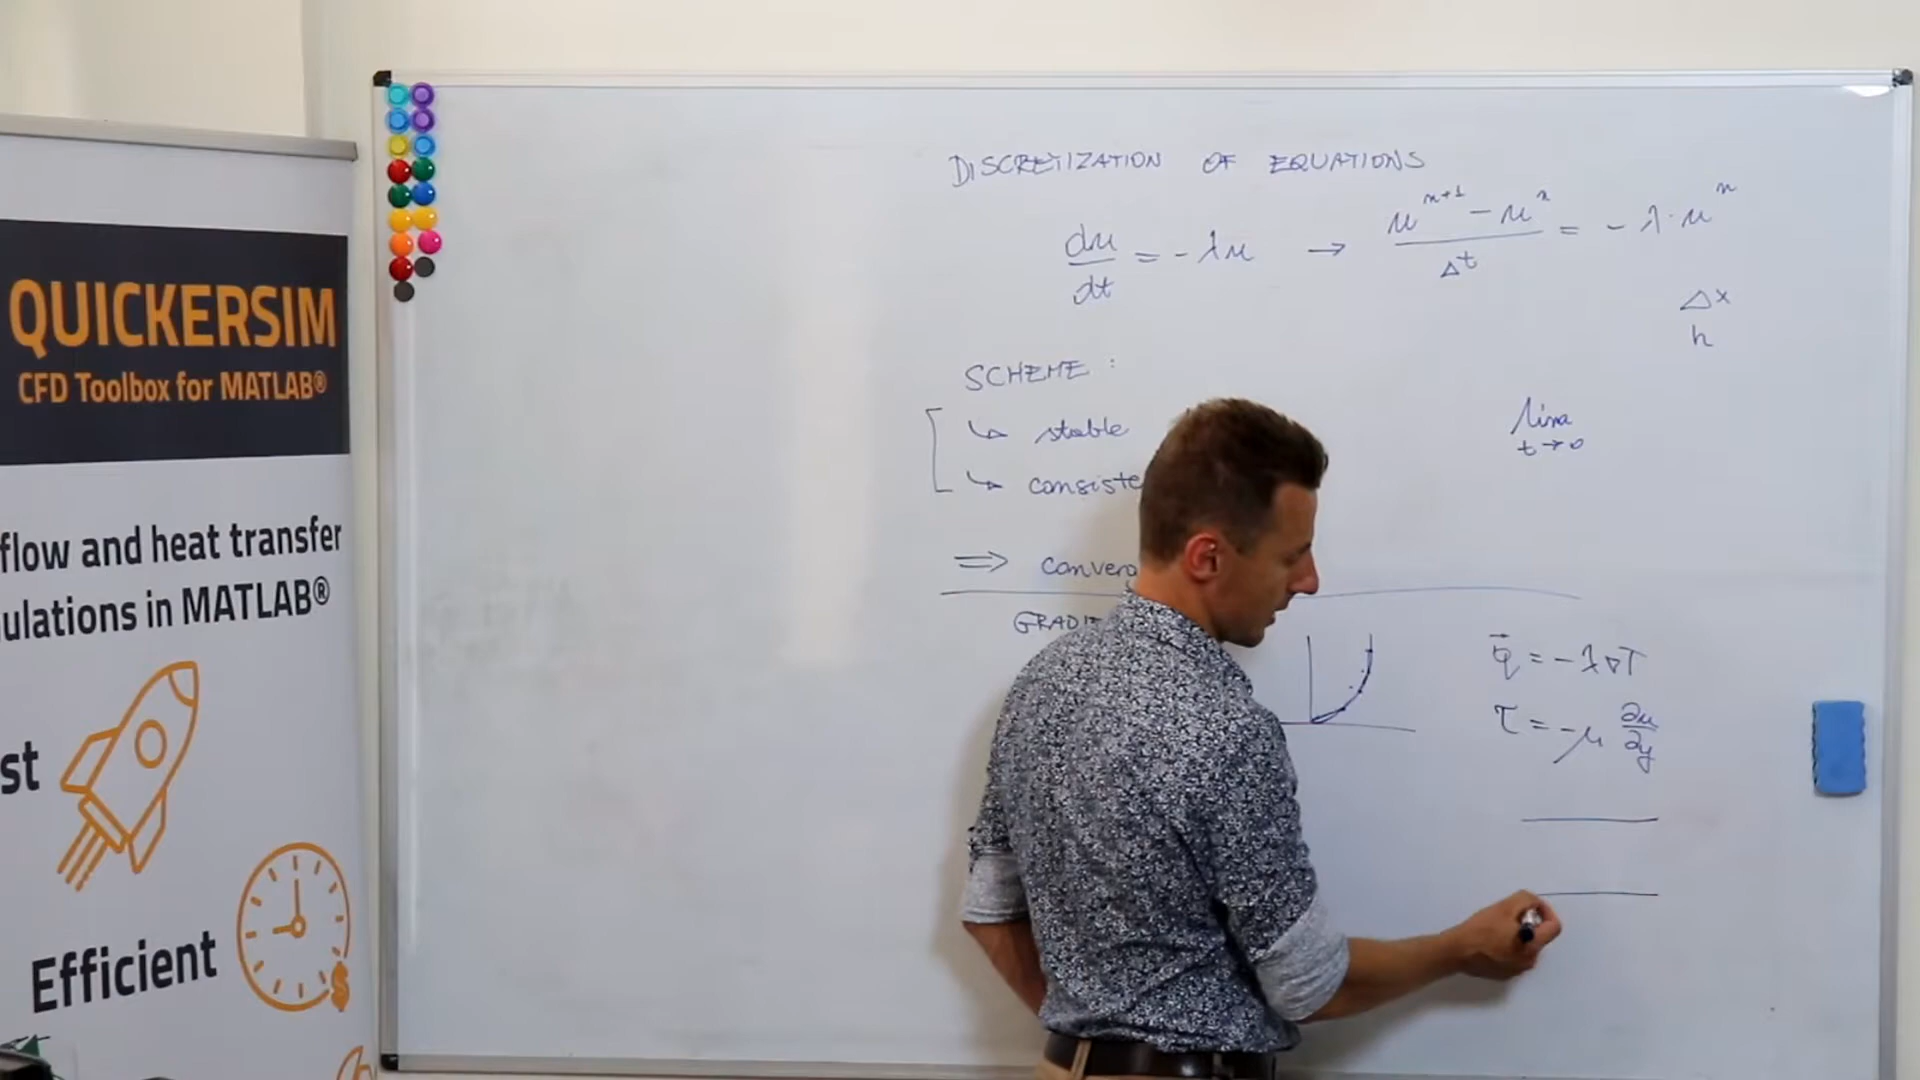 QUICKERSIM
CFD Toolbox for MATLAB®
flow and heat transfer
ulations in MATLAB®
st
Efficient
$
DISCRETIZATION OF EQUATIONS
du/dt = -λu → (u^{n+1} - u^n)/Δt = -λ·u^n
Δx
h
SCHEME :
↳ stable
lim
t→0
↳ consiste
⇒ converg
GRADIE
q⃗ = -λ∇T
τ = -μ ∂u/∂y